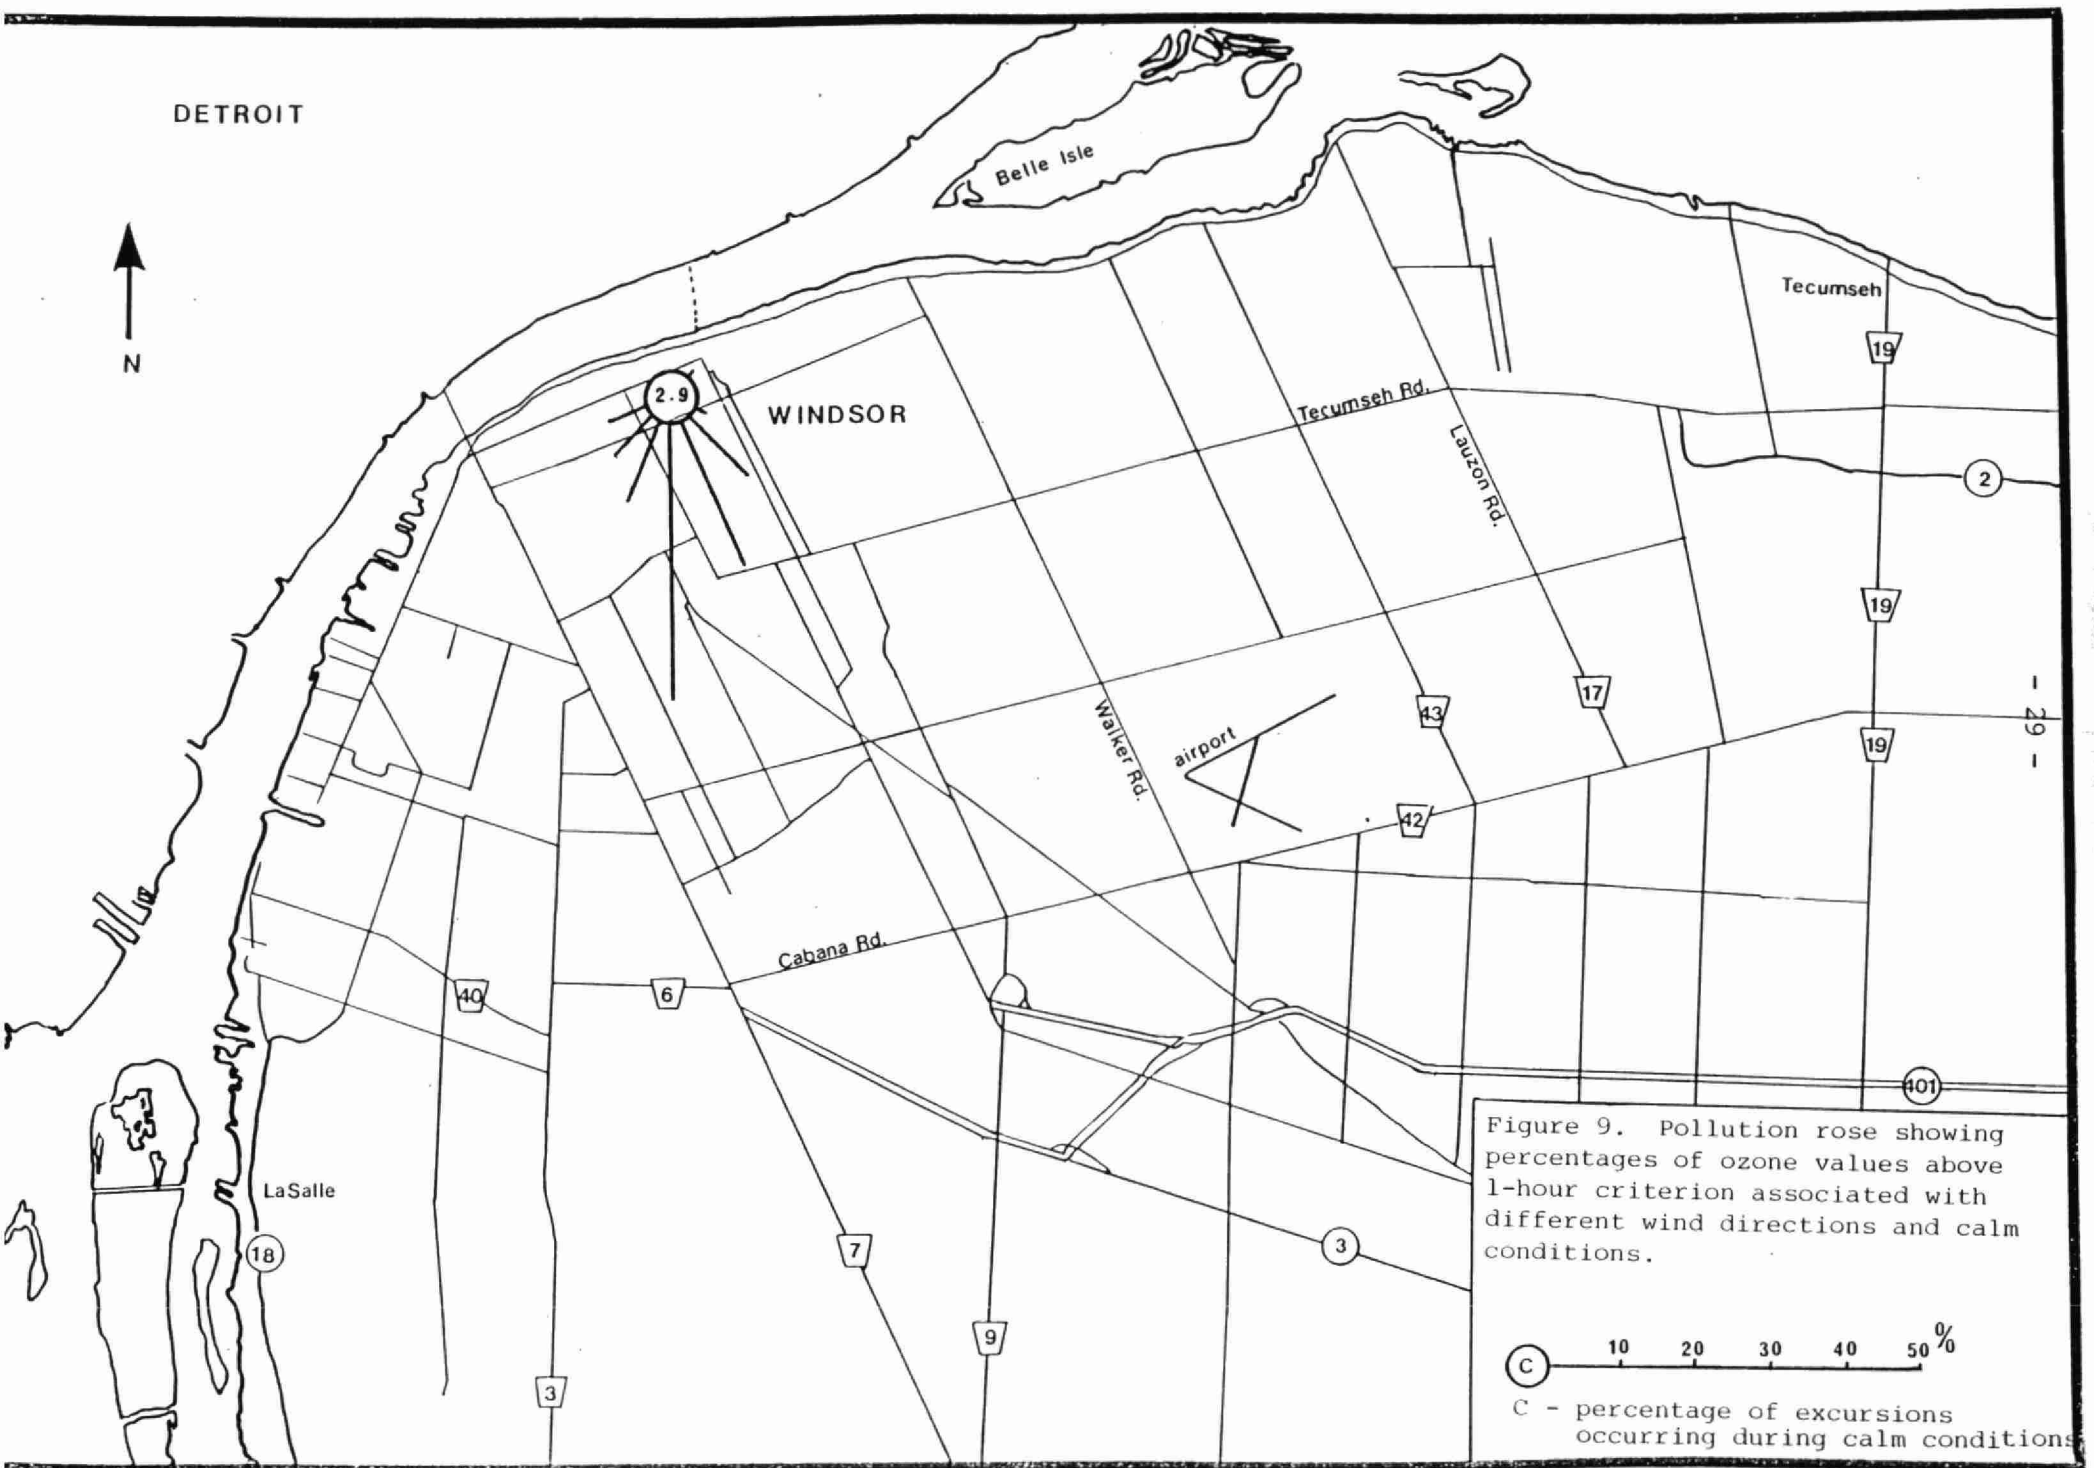 DETROIT
Belle Isle
N
Tecumseh
19
2.9
WINDSOR
Tecumseh Rd.
Lauzon Rd.
2
19
43
17
- 29 -
19
Walker Rd.
airport
42
Cabana Rd.
40
6
401
LaSalle
18
7
3
9
3
Figure 9. Pollution rose showing
percentages of ozone values above
1-hour criterion associated with
different wind directions and calm
conditions.
10 20 30 40 50 %
C
C - percentage of excursions
occurring during calm conditions